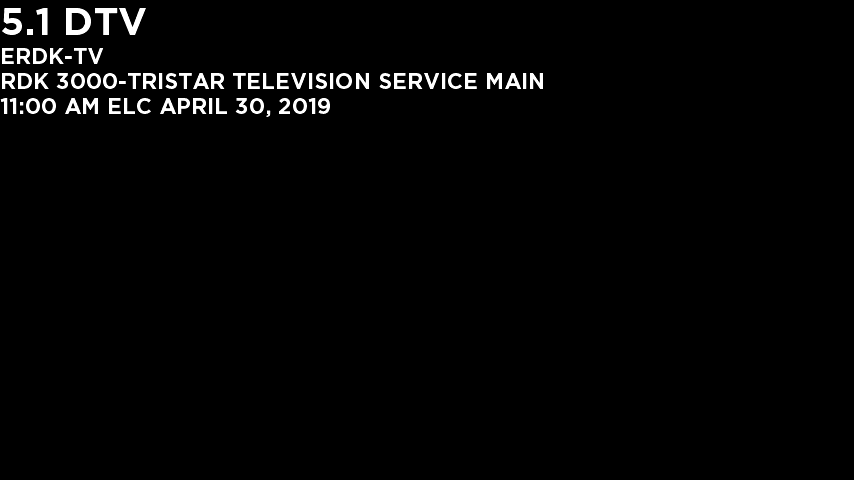 5.1 DTV
ERDK-TV
RDK 3000-TRISTAR TELEVISION SERVICE MAIN
11:00 AM ELC APRIL 30, 2019